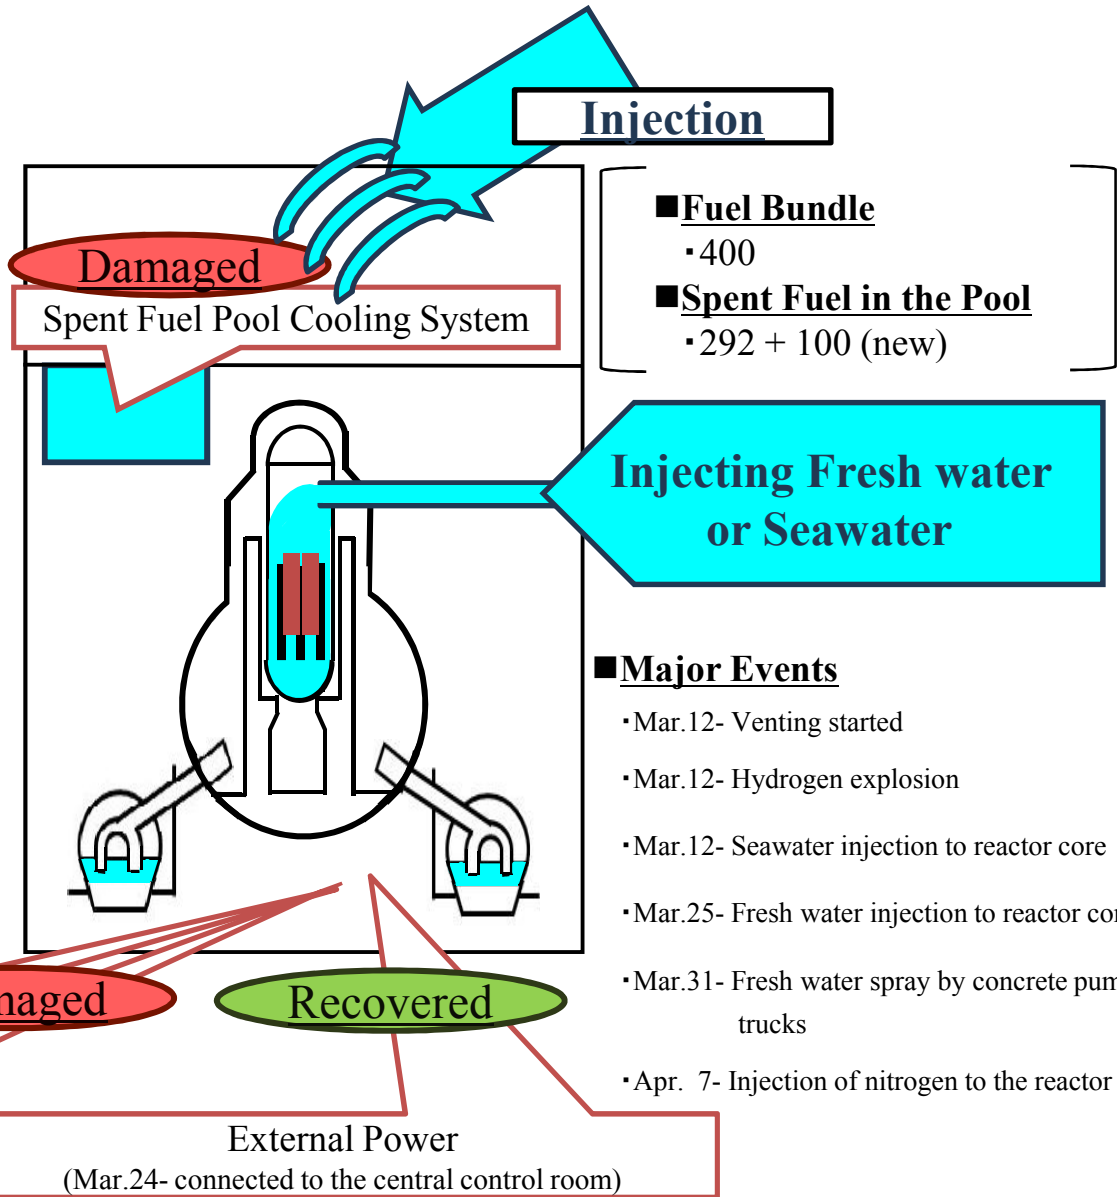 Injection
■Fuel Bundle
・400
■Spent Fuel in the Pool
・292 + 100 (new)
Damaged
Spent Fuel Pool Cooling System
Injecting Fresh water
or Seawater
■Major Events
・Mar.12- Venting started
・Mar.12- Hydrogen explosion
・Mar.12- Seawater injection to reactor core
・Mar.25- Fresh water injection to reactor
・Mar.31- Fresh water spray by concrete
trucks
・Apr. 7- Injection of nitrogen to the reactor
Recovered
External Power
(Mar.24- connected to the central control room)